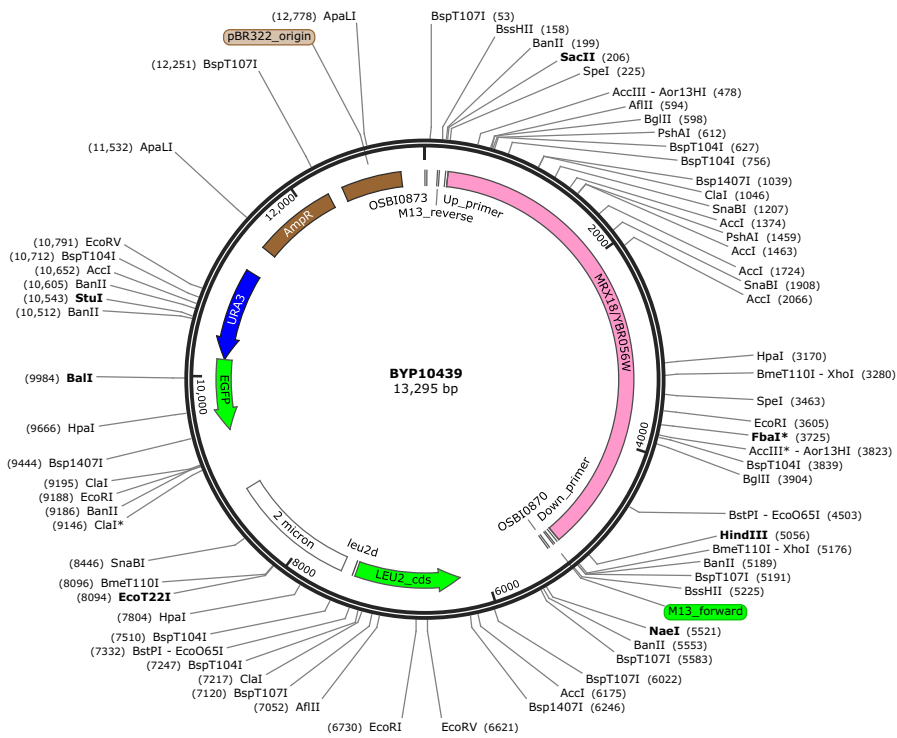 (12,778) ApaLI
pBR322_origin
(12,251) BspT107I
(11,532) ApaLI
BspT107I (53)
BssHII (158)
BanII (199)
SacII (206)
SpeI (225)
AccIII - Aor13HI (478)
AflII (594)
BglII (598)
PshAI (612)
BspT104I (627)
BspT104I (756)
Bsp1407I (1039)
ClaI (1046)
SnaBI (1207)
AccI (1374)
PshAI (1459)
AccI (1463)
AccI (1724)
SnaBI (1908)
AccI (2066)
HpaI (3170)
BmeT110I - XhoI (3280)
SpeI (3463)
EcoRI (3605)
FbaI* (3725)
AccIII* - Aor13HI (3823)
BspT104I (3839)
BglII (3904)
BstPI - EcoO65I (4503)
HindIII (5056)
BmeT110I - XhoI (5176)
BanII (5189)
BspT107I (5191)
BssHII (5225)
M13_forward
NaeI (5521)
BanII (5553)
BspT107I (5583)
BspT107I (6022)
AccI (6175)
Bsp1407I (6246)
EcoRV (6621)
(6730) EcoRI
(7052) AflII
(7120) BspT107I
(7217) ClaI
(7247) BspT104I
(7332) BstPI - EcoO65I
(7510) BspT104I
(7804) HpaI
(8094) EcoT22I
(8096) BmeT110I
(8446) SnaBI
(9146) ClaI*
(9186) BanII
(9188) EcoRI
(9195) ClaI
(9444) Bsp1407I
(9666) HpaI
(9984) BalI
(10,512) BanII
(10,543) StuI
(10,605) BanII
(10,652) AccI
(10,712) BspT104I
(10,791) EcoRV
OSBI0873
M13_reverse
Up_primer
MRX18/YBR056W
Down_primer
OSBI0870
LEU2_cds
leu2d
2 micron
EGFP
URA3
AmpR
2000
4000
6000
8000
10,000
12,000
BYP10439
13,295 bp